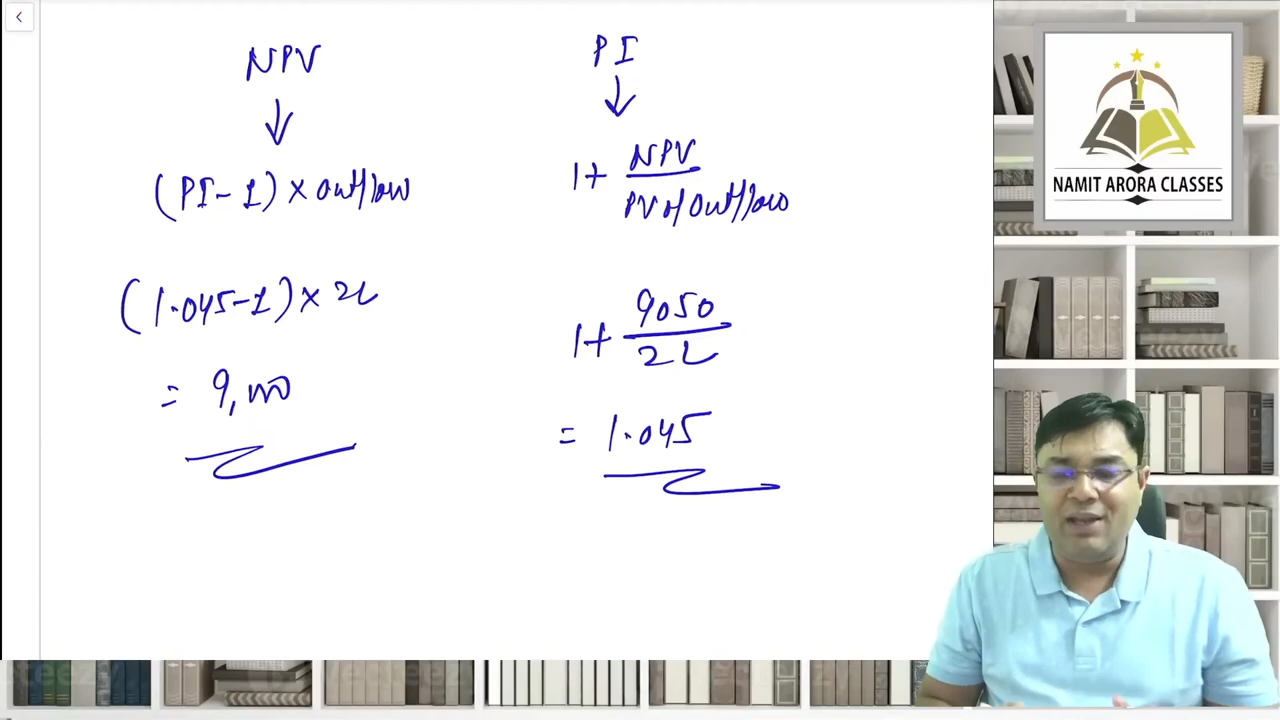 NPV
↓
(PI-1) × outflow
(1.045-1) × 2L
= 9,000
PI
↓
1+ NPV
PV of outflow
1+ 9050
2L
= 1.045
NAMIT ARORA CLASSES